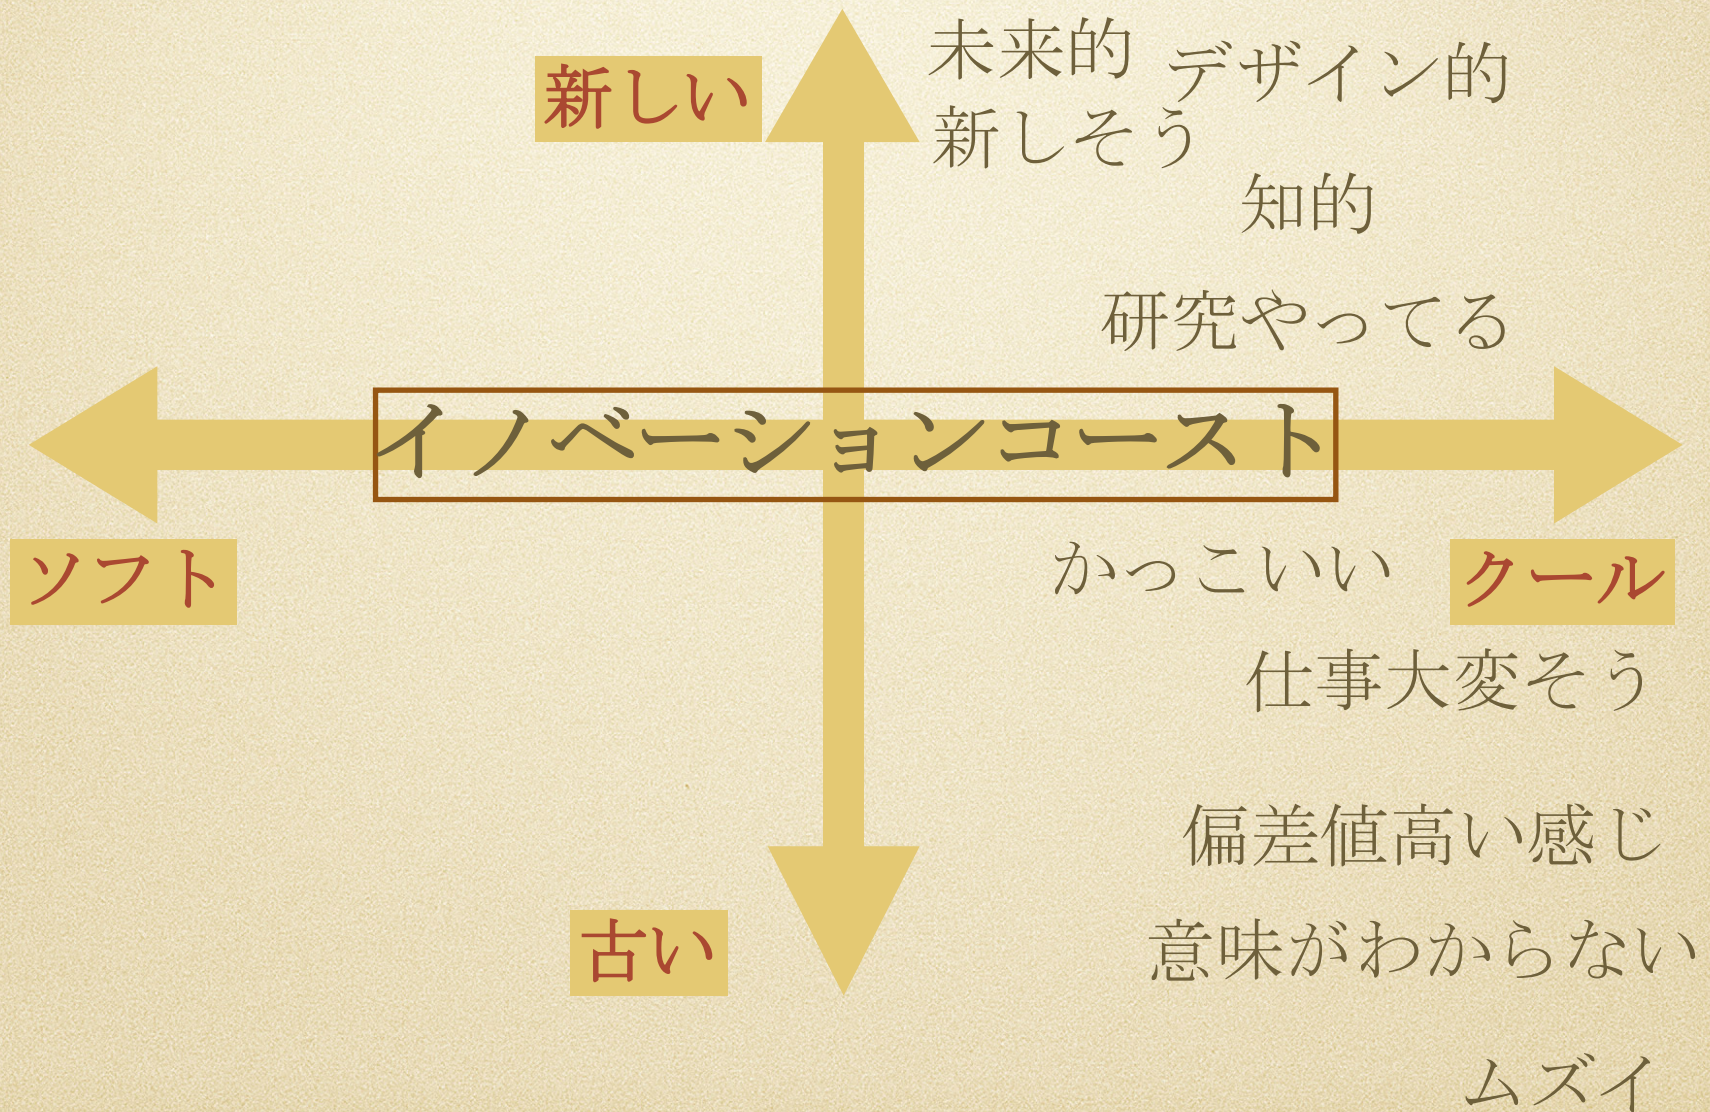 新しい
未来的
デザイン的
新しそう
知的
研究やってる
イノベーションコースト
ソフト
かっこいい
クール
仕事大変そう
偏差値高い感じ
古い
意味がわからない
ムズイ